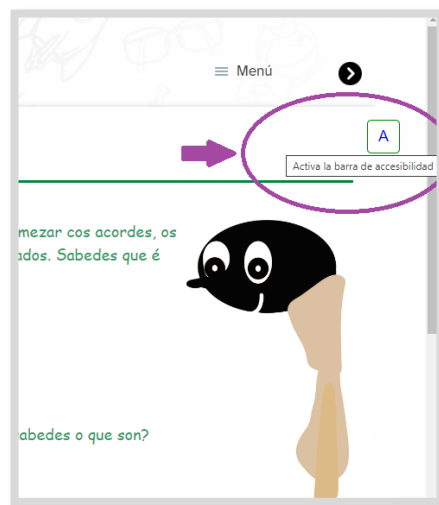 Menú
A
Activa la barra de accesibilidad
mezar cos acordes, os
ados. Sabedes que é
abedes o que son?